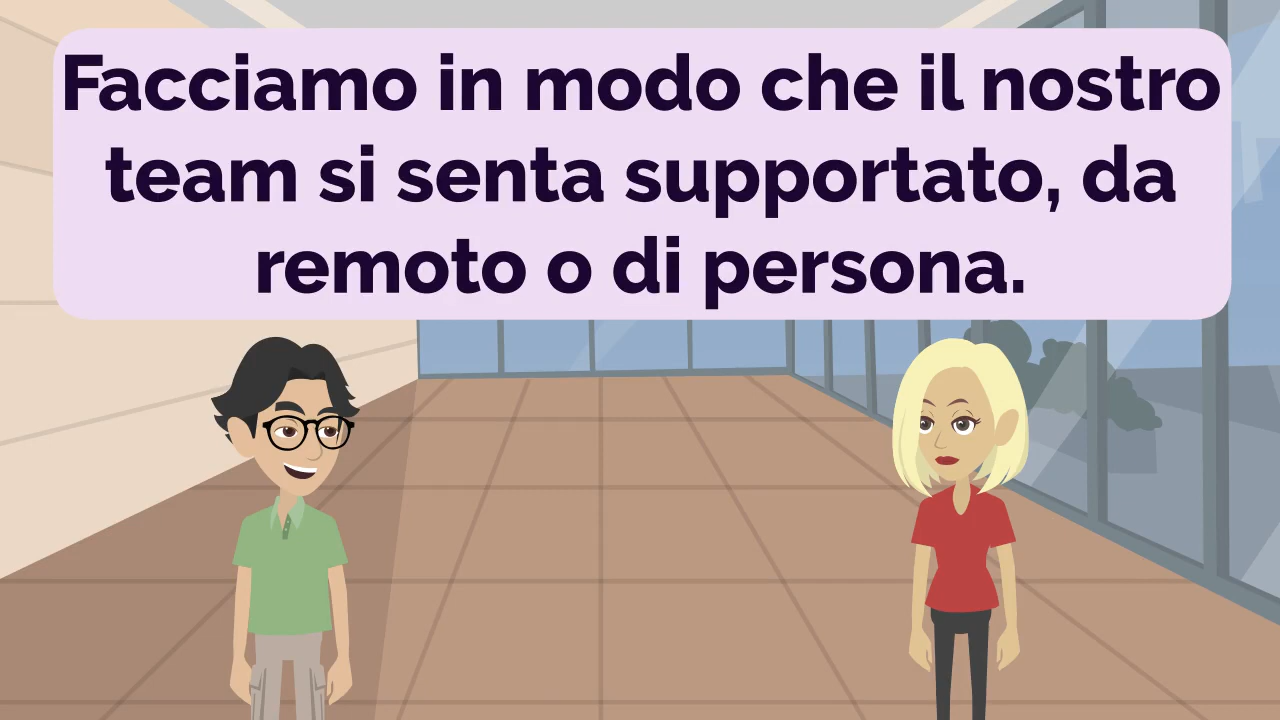 Facciamo in modo che il nostro
team si senta supportato, da
remoto o di persona.